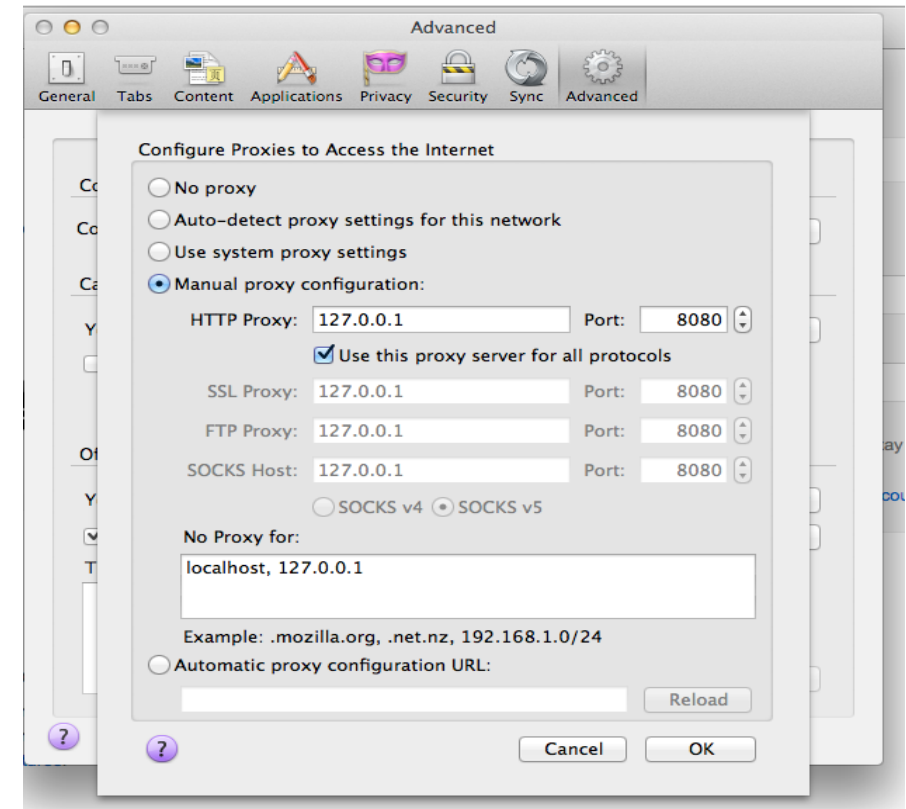 Advanced
General Tabs Content Applications Privacy Security Sync Advanced
Configure Proxies to Access the Internet
No proxy
Auto-detect proxy settings for this network
Use system proxy settings
Manual proxy configuration:
HTTP Proxy: 127.0.0.1 Port: 8080
Use this proxy server for all protocols
SSL Proxy: 127.0.0.1 Port: 8080
FTP Proxy: 127.0.0.1 Port: 8080
SOCKS Host: 127.0.0.1 Port: 8080
SOCKS v4 SOCKS v5
No Proxy for:
localhost, 127.0.0.1
Example: .mozilla.org, .net.nz, 192.168.1.0/24
Automatic proxy configuration URL:
Reload
? ? Cancel OK